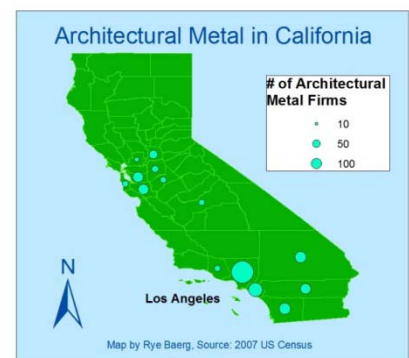 Architectural Metal in California
# of Architectural
Metal Firms
10
50
100
N
Los Angeles
Map by Rye Baerg, Source: 2007 US Census